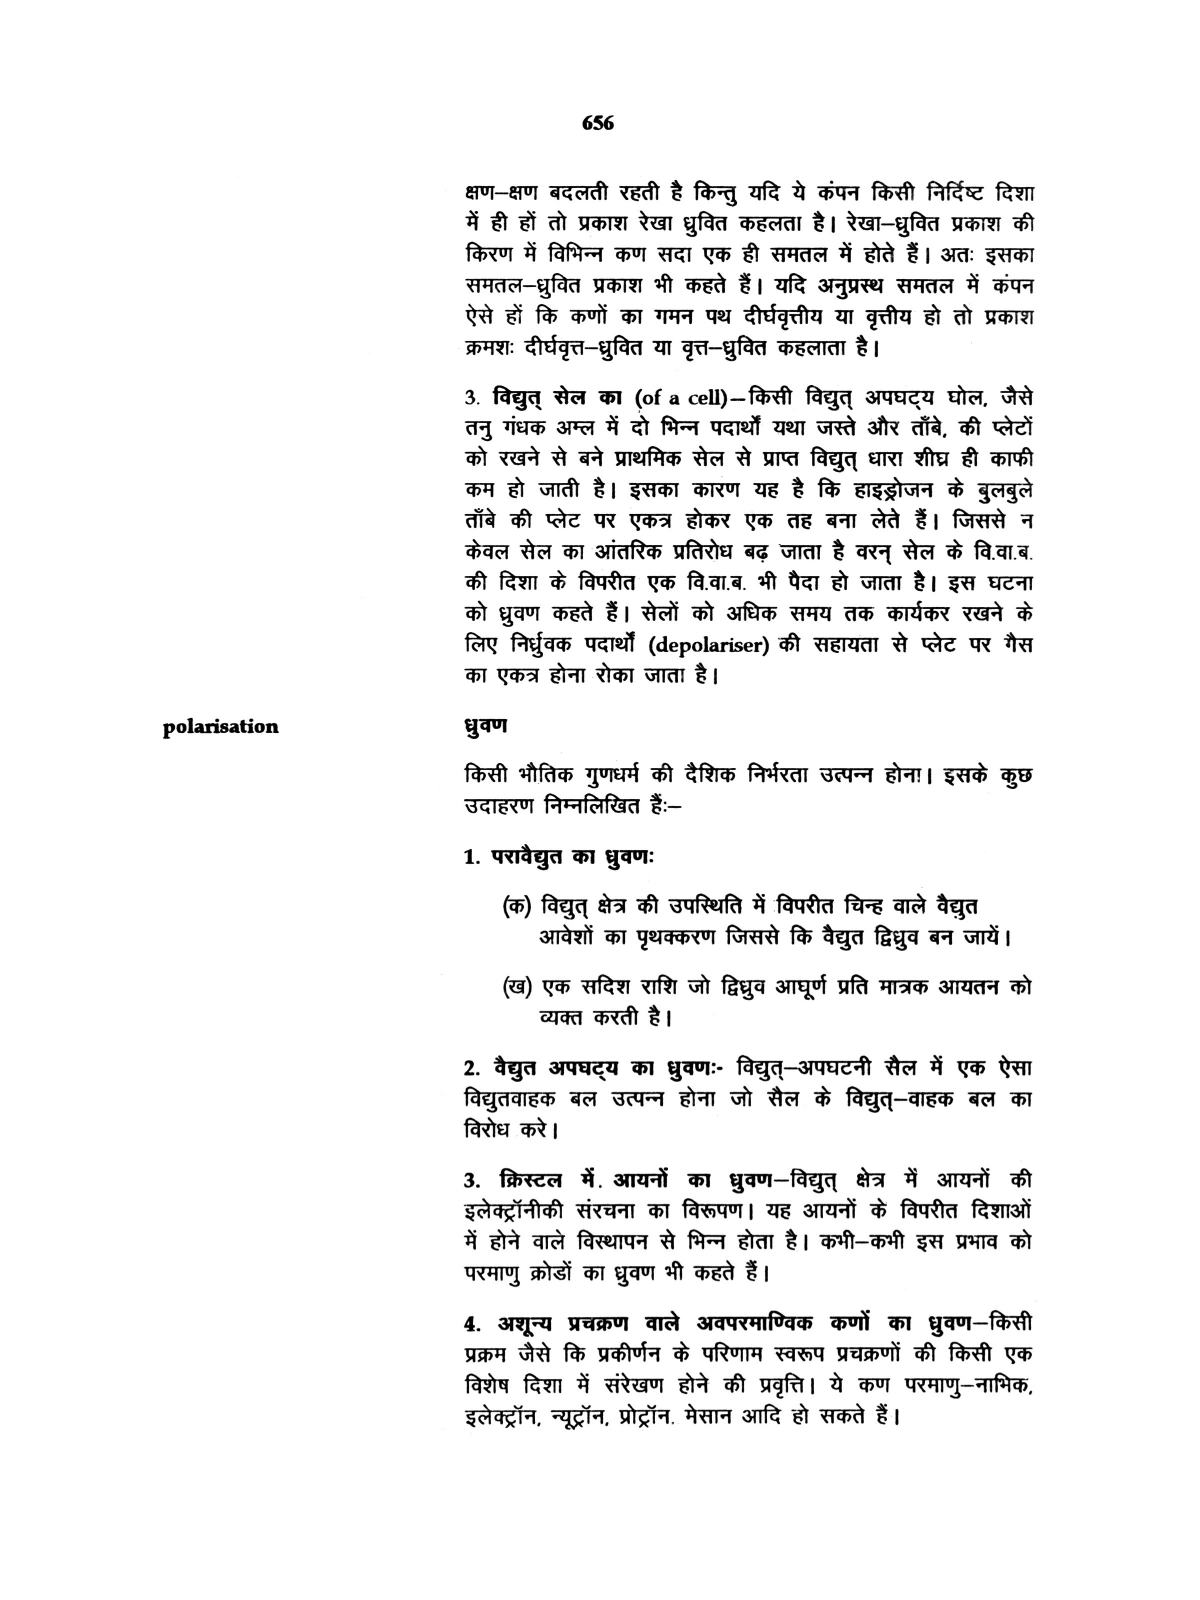 656
क्षण–क्षण बदलती रहती है किन्तु यदि ये कंपन किसी निर्दिष्ट दिशा
में ही हों तो प्रकाश रेखा ध्रुवित कहलता है। रेखा–ध्रुवित प्रकाश की
किरण में विभिन्न कण सदा एक ही समतल में होते हैं। अतः इसका
समतल–ध्रुवित प्रकाश भी कहते हैं। यदि अनुप्रस्थ समतल में कंपन
ऐसे हों कि कणों का गमन पथ दीर्घवृत्तीय या वृत्तीय हो तो प्रकाश
क्रमशः दीर्घवृत्त–ध्रुवित या वृत्त–ध्रुवित कहलाता है।
3. विद्युत् सेल का (of a cell)–किसी विद्युत् अपघट्य घोल, जैसे
तनु गंधक अम्ल में दो भिन्न पदार्थों यथा जस्ते और ताँबे, की प्लेटों
को रखने से बने प्राथमिक सेल से प्राप्त विद्युत् धारा शीघ्र ही काफी
कम हो जाती है। इसका कारण यह है कि हाइड्रोजन के बुलबुले
ताँबे की प्लेट पर एकत्र होकर एक तह बना लेते हैं। जिससे न
केवल सेल का आंतरिक प्रतिरोध बढ़ जाता है वरन् सेल के वि.वा.ब.
की दिशा के विपरीत एक वि.वा.ब. भी पैदा हो जाता है। इस घटना
को ध्रुवण कहते हैं। सेलों को अधिक समय तक कार्यकर रखने के
लिए निर्ध्रुवक पदार्थों (depolariser) की सहायता से प्लेट पर गैस
का एकत्र होना रोका जाता है।
polarisation ध्रुवण
किसी भौतिक गुणधर्म की दैशिक निर्भरता उत्पन्न होना। इसके कुछ
उदाहरण निम्नलिखित हैंः–
1. परावैद्युत का ध्रुवणः
(क) विद्युत् क्षेत्र की उपस्थिति में विपरीत चिन्ह वाले वैद्युत
आवेशों का पृथक्करण जिससे कि वैद्युत द्विध्रुव बन जायें।
(ख) एक सदिश राशि जो द्विध्रुव आघूर्ण प्रति मात्रक आयतन को
व्यक्त करती है।
2. वैद्युत अपघट्य का ध्रुवणः- विद्युत्–अपघटनी सैल में एक ऐसा
विद्युतवाहक बल उत्पन्न होना जो सैल के विद्युत्–वाहक बल का
विरोध करे।
3. क्रिस्टल में. आयनों का ध्रुवण–विद्युत् क्षेत्र में आयनों की
इलेक्ट्रॉनीकी संरचना का विरूपण। यह आयनों के विपरीत दिशाओं
में होने वाले विस्थापन से भिन्न होता है। कभी–कभी इस प्रभाव को
परमाणु क्रोडों का ध्रुवण भी कहते हैं।
4. अशून्य प्रचक्रण वाले अवपरमाण्विक कणों का ध्रुवण–किसी
प्रक्रम जैसे कि प्रकीर्णन के परिणाम स्वरूप प्रचक्रणों की किसी एक
विशेष दिशा में संरेखण होने की प्रवृत्ति। ये कण परमाणु–नाभिक,
इलेक्ट्रॉन, न्यूट्रॉन, प्रोट्रॉन. मेसान आदि हो सकते हैं।